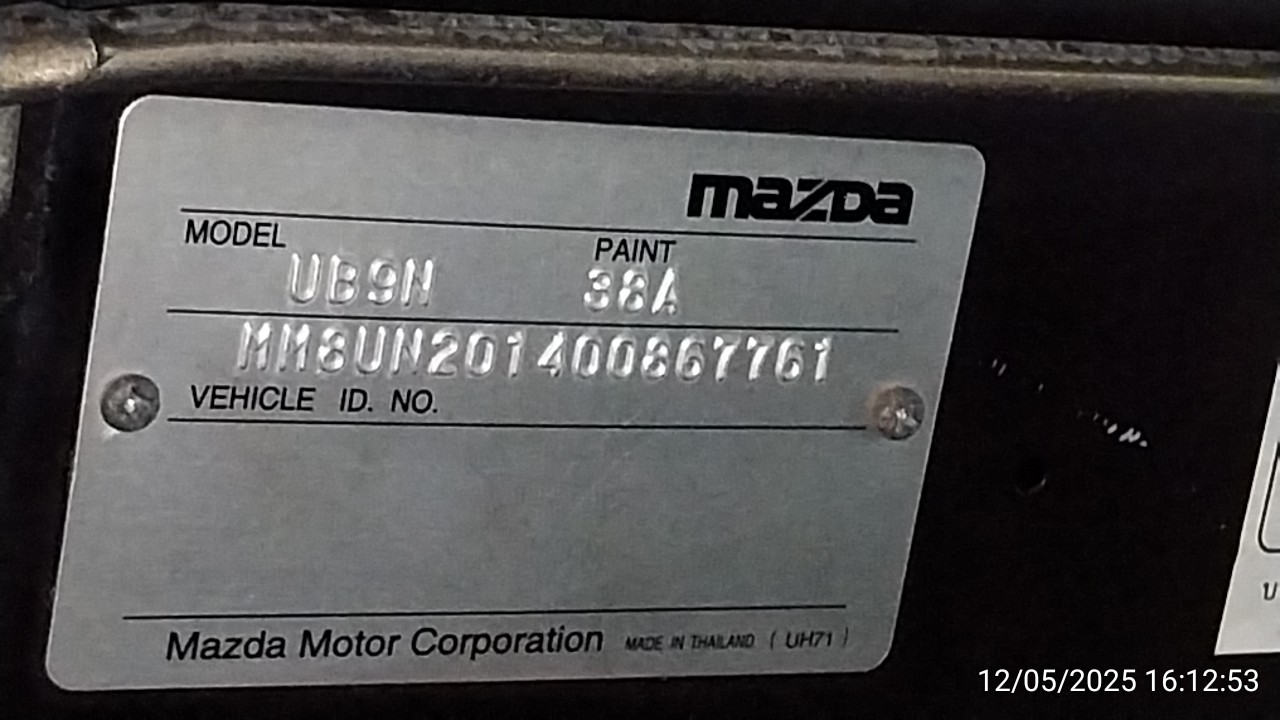 mazda
MODEL PAINT
UB9N 38A
MM8UN201400867761
VEHICLE ID. NO.
Mazda Motor Corporation MADE IN THAILAND ( UH71 )
12/05/2025 16:12:53